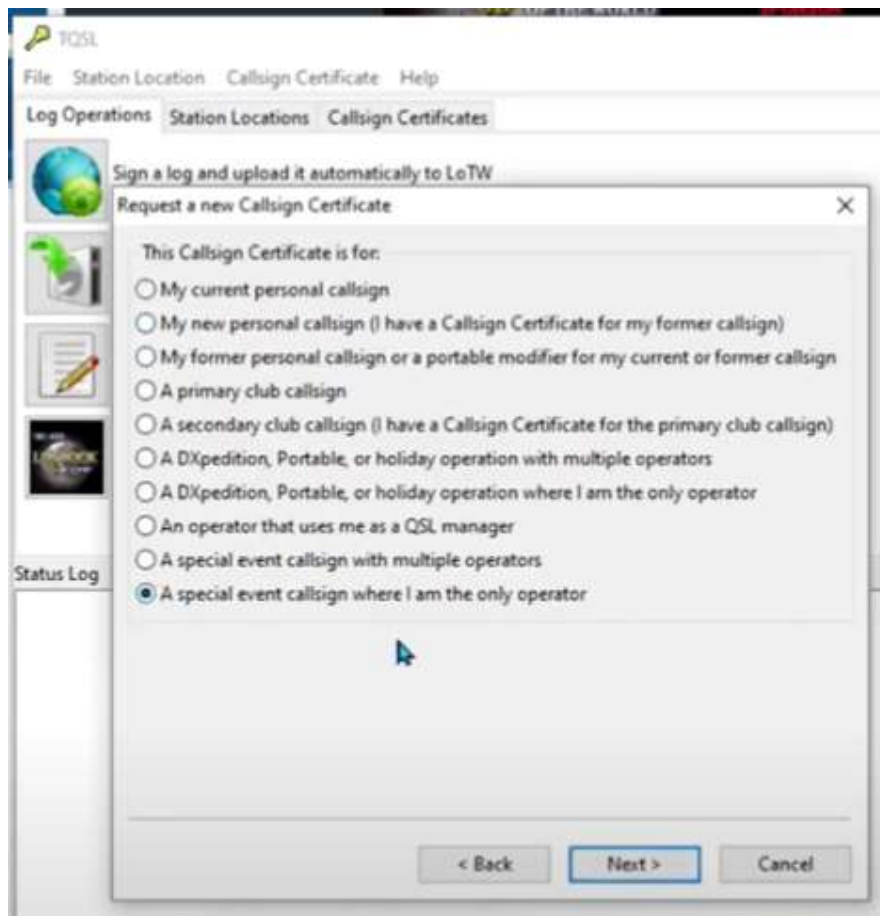 TQSL
File Station Location Callsign Certificate Help
Log Operations Station Locations Callsign Certificates
Sign a log and upload it automatically to LoTW
Request a new Callsign Certificate
This Callsign Certificate is for:
My current personal callsign
My new personal callsign (I have a Callsign Certificate for my former callsign)
My former personal callsign or a portable modifier for my current or former callsign
A primary club callsign
A secondary club callsign (I have a Callsign Certificate for the primary club callsign)
A DXpedition, Portable, or holiday operation with multiple operators
A DXpedition, Portable, or holiday operation where I am the only operator
An operator that uses me as a QSL manager
A special event callsign with multiple operators
Status Log
A special event callsign where I am the only operator
< Back Next > Cancel